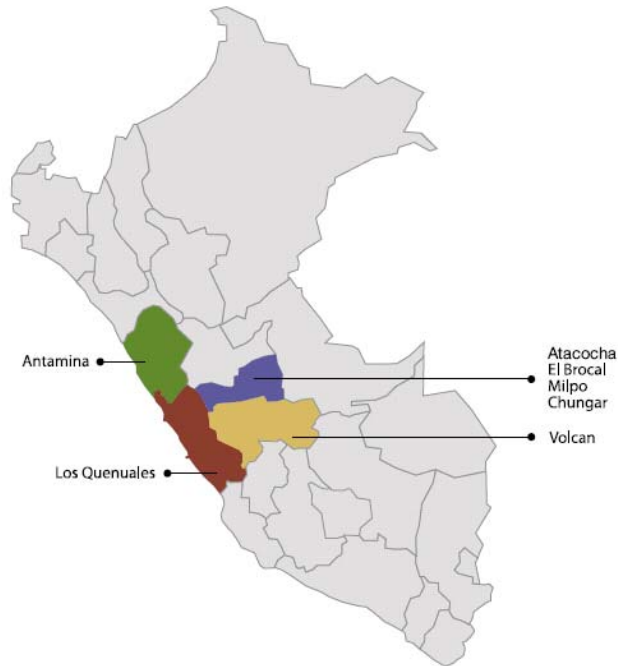 Antamina
Atacocha
El Brocal
Milpo
Chungar
Volcan
Los Quenuales